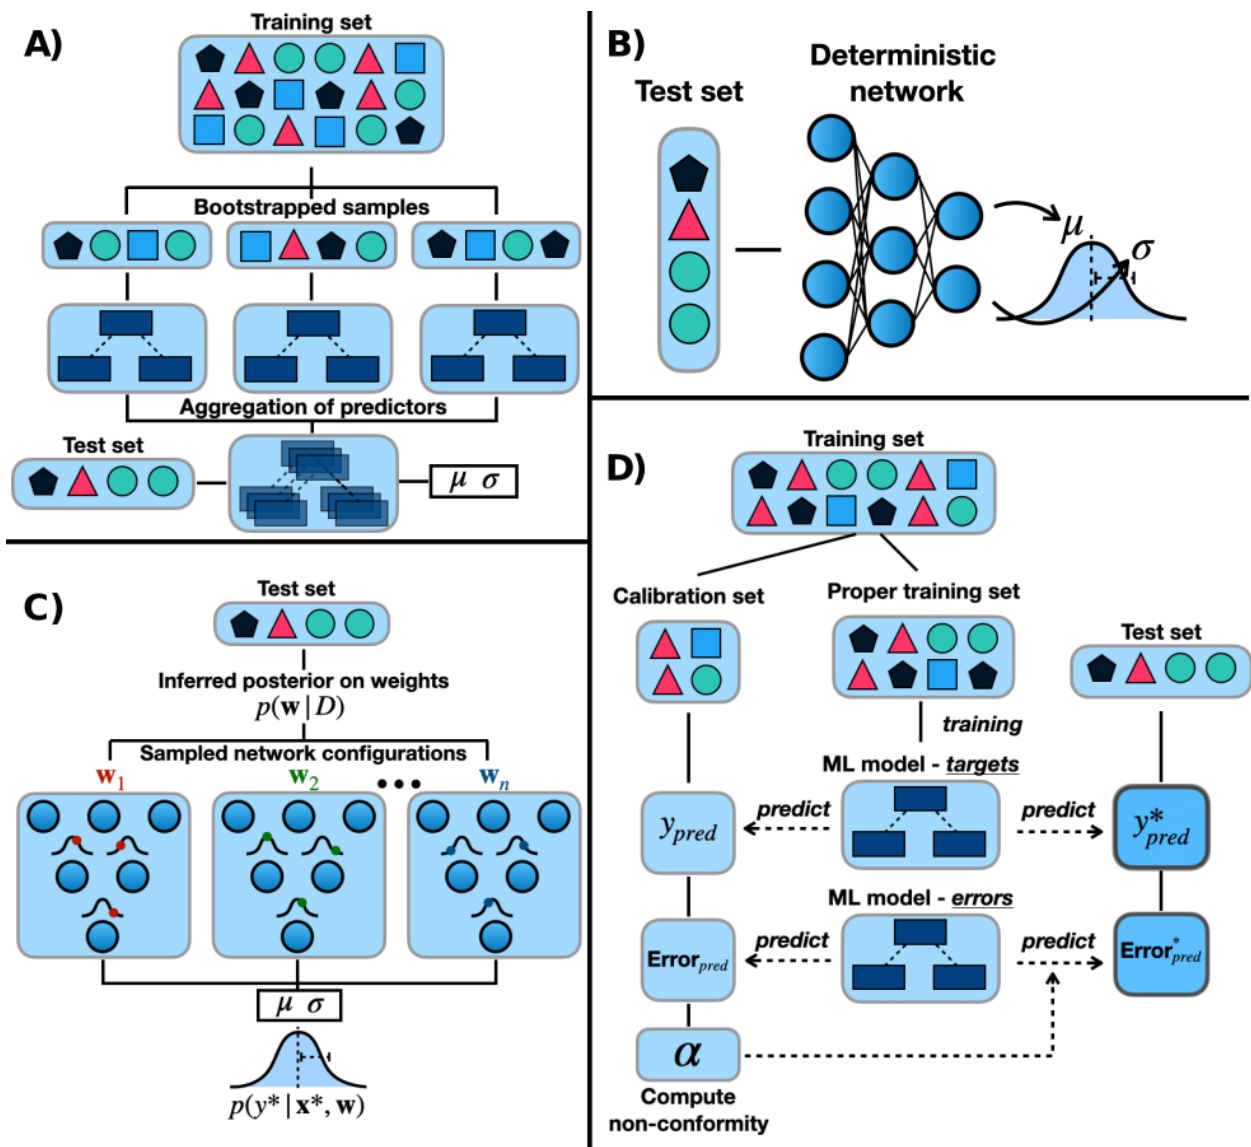 A)
Training set
Bootstrapped samples
Aggregation of predictors
Test set
μ σ
B)
Deterministic
network
Test set
μ
σ
C)
Test set
Inferred posterior on weights
p(w | D)
Sampled network configurations
w1 w2 ••• wn
μ σ
p(y* | x*, w)
D)
Training set
Calibration set
Proper training set
Test set
training
ML model - targets
ypred
predict
predict
y*pred
ML model - errors
Errorpred
predict
predict
Error*pred
α
Compute
non-conformity